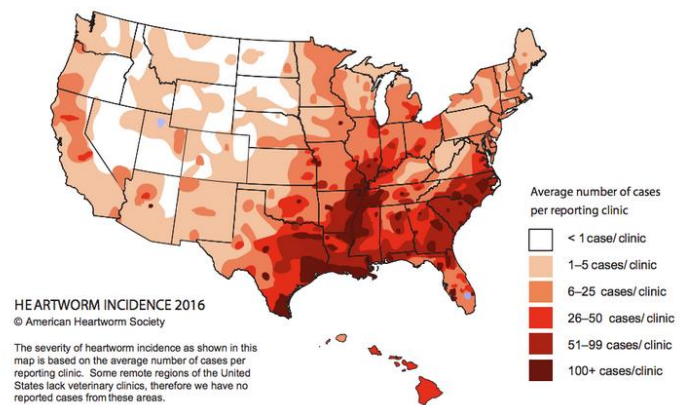 Average number of cases
per reporting clinic
< 1 case/ clinic
1–5 cases/ clinic
6–25 cases/ clinic
26–50 cases/ clinic
51–99 cases/ clinic
100+ cases/ clinic
HEARTWORM INCIDENCE 2016
© American Heartworm Society
The severity of heartworm incidence as shown in this
map is based on the average number of cases per
reporting clinic. Some remote regions of the United
States lack veterinary clinics, therefore we have no
reported cases from these areas.